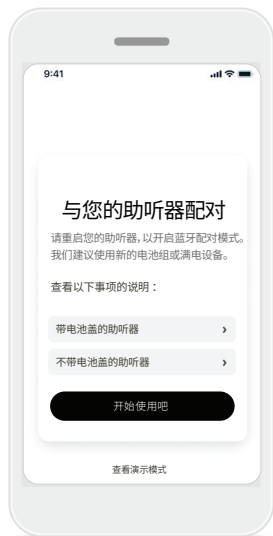 9:41
与您的助听器配对
请重启您的助听器，以开启蓝牙配对模式。
我们建议使用新的电池组或满电设备。
查看以下事项的说明：
带电池盖的助听器
不带电池盖的助听器
开始使用吧
查看演示模式